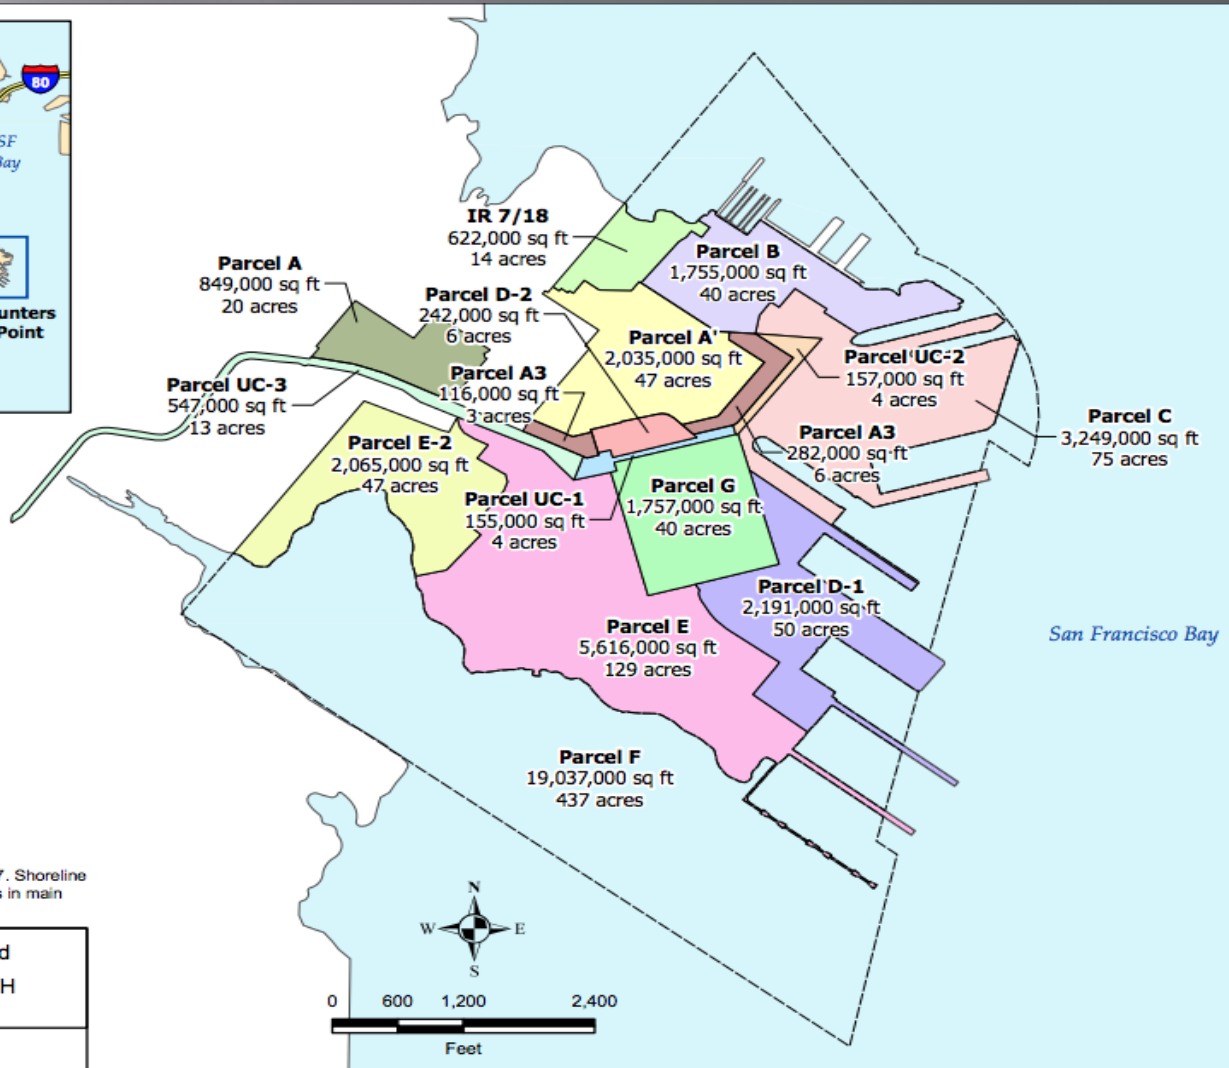 80
SF
Bay
unters
Point
IR 7/18
622,000 sq ft
14 acres
Parcel B
1,755,000 sq ft
40 acres
Parcel A
849,000 sq ft
20 acres
Parcel D-2
242,000 sq ft
6 acres
Parcel A'
2,035,000 sq ft
47 acres
Parcel UC-2
157,000 sq ft
4 acres
Parcel A3
116,000 sq ft
3 acres
Parcel UC-3
547,000 sq ft
13 acres
Parcel C
3,249,000 sq ft
75 acres
Parcel A3
282,000 sq ft
6 acres
Parcel E-2
2,065,000 sq ft
47 acres
Parcel UC-1
155,000 sq ft
4 acres
Parcel G
1,757,000 sq ft
40 acres
Parcel D-1
2,191,000 sq ft
50 acres
Parcel E
5,616,000 sq ft
129 acres
San Francisco Bay
Parcel F
19,037,000 sq ft
437 acres
7. Shoreline
s in main
d
H
N
W E
S
0 600 1,200 2,400
Feet